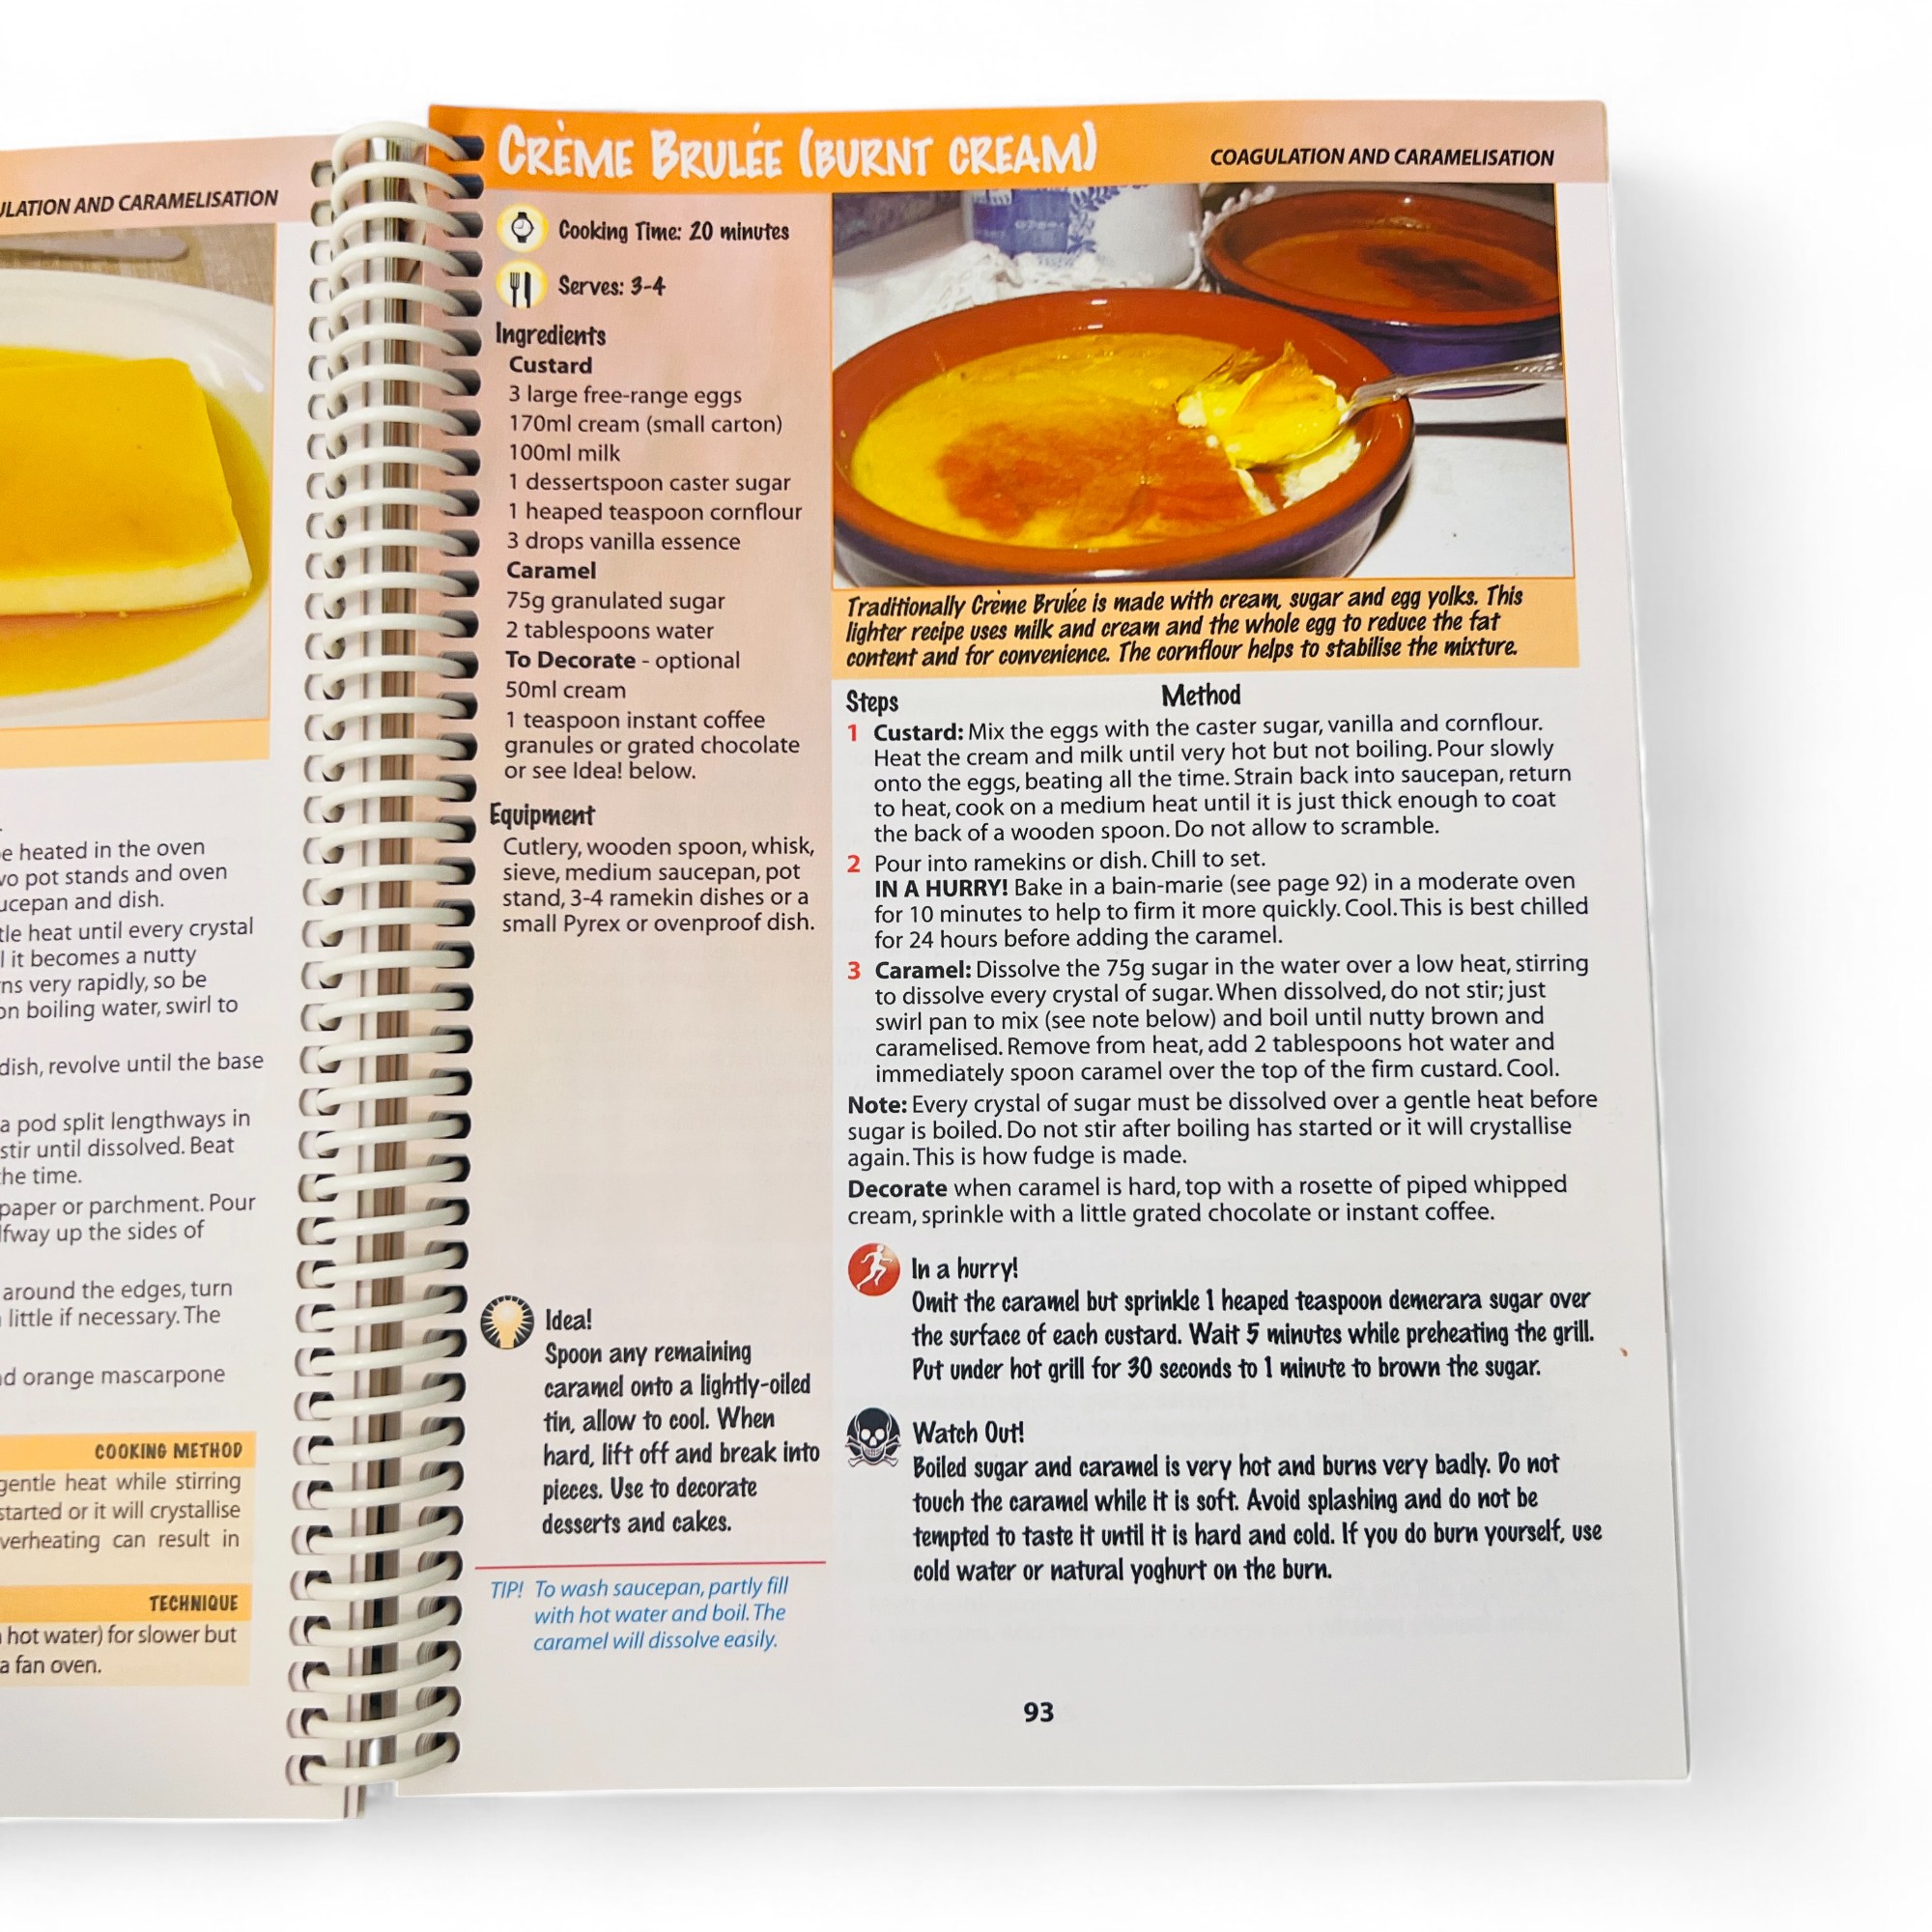 ULATION AND CARAMELISATION
e heated in the oven
wo pot stands and oven
ucepan and dish.
tle heat until every crystal
l it becomes a nutty
ns very rapidly, so be
on boiling water, swirl to
dish, revolve until the base
a pod split lengthways in
stir until dissolved. Beat
the time.
paper or parchment. Pour
lfway up the sides of
around the edges, turn
little if necessary. The
nd orange mascarpone
COOKING METHOD
gentle heat while stirring
started or it will crystallise
verheating can result in
TECHNIQUE
hot water) for slower but
a fan oven.
CRÈME BRULÉE (BURNT CREAM)
COAGULATION AND CARAMELISATION
Cooking Time: 20 minutes
Serves: 3-4
Ingredients
Custard
3 large free-range eggs
170ml cream (small carton)
100ml milk
1 dessertspoon caster sugar
1 heaped teaspoon cornflour
3 drops vanilla essence
Caramel
75g granulated sugar
2 tablespoons water
To Decorate - optional
50ml cream
1 teaspoon instant coffee
granules or grated chocolate
or see Idea! below.
Equipment
Cutlery, wooden spoon, whisk,
sieve, medium saucepan, pot
stand, 3-4 ramekin dishes or a
small Pyrex or ovenproof dish.
Idea!
Spoon any remaining
caramel onto a lightly-oiled
tin, allow to cool. When
hard, lift off and break into
pieces. Use to decorate
desserts and cakes.
TIP! To wash saucepan, partly fill
with hot water and boil. The
caramel will dissolve easily.
Traditionally Crème Brulée is made with cream, sugar and egg yolks. This
lighter recipe uses milk and cream and the whole egg to reduce the fat
content and for convenience. The cornflour helps to stabilise the mixture.
Steps Method
1 Custard: Mix the eggs with the caster sugar, vanilla and cornflour.
Heat the cream and milk until very hot but not boiling. Pour slowly
onto the eggs, beating all the time. Strain back into saucepan, return
to heat, cook on a medium heat until it is just thick enough to coat
the back of a wooden spoon. Do not allow to scramble.
2 Pour into ramekins or dish. Chill to set.
IN A HURRY! Bake in a bain-marie (see page 92) in a moderate oven
for 10 minutes to help to firm it more quickly. Cool. This is best chilled
for 24 hours before adding the caramel.
3 Caramel: Dissolve the 75g sugar in the water over a low heat, stirring
to dissolve every crystal of sugar. When dissolved, do not stir; just
swirl pan to mix (see note below) and boil until nutty brown and
caramelised. Remove from heat, add 2 tablespoons hot water and
immediately spoon caramel over the top of the firm custard. Cool.
Note: Every crystal of sugar must be dissolved over a gentle heat before
sugar is boiled. Do not stir after boiling has started or it will crystallise
again. This is how fudge is made.
Decorate when caramel is hard, top with a rosette of piped whipped
cream, sprinkle with a little grated chocolate or instant coffee.
In a hurry!
Omit the caramel but sprinkle 1 heaped teaspoon demerara sugar over
the surface of each custard. Wait 5 minutes while preheating the grill.
Put under hot grill for 30 seconds to 1 minute to brown the sugar.
Watch Out!
Boiled sugar and caramel is very hot and burns very badly. Do not
touch the caramel while it is soft. Avoid splashing and do not be
tempted to taste it until it is hard and cold. If you do burn yourself, use
cold water or natural yoghurt on the burn.
93